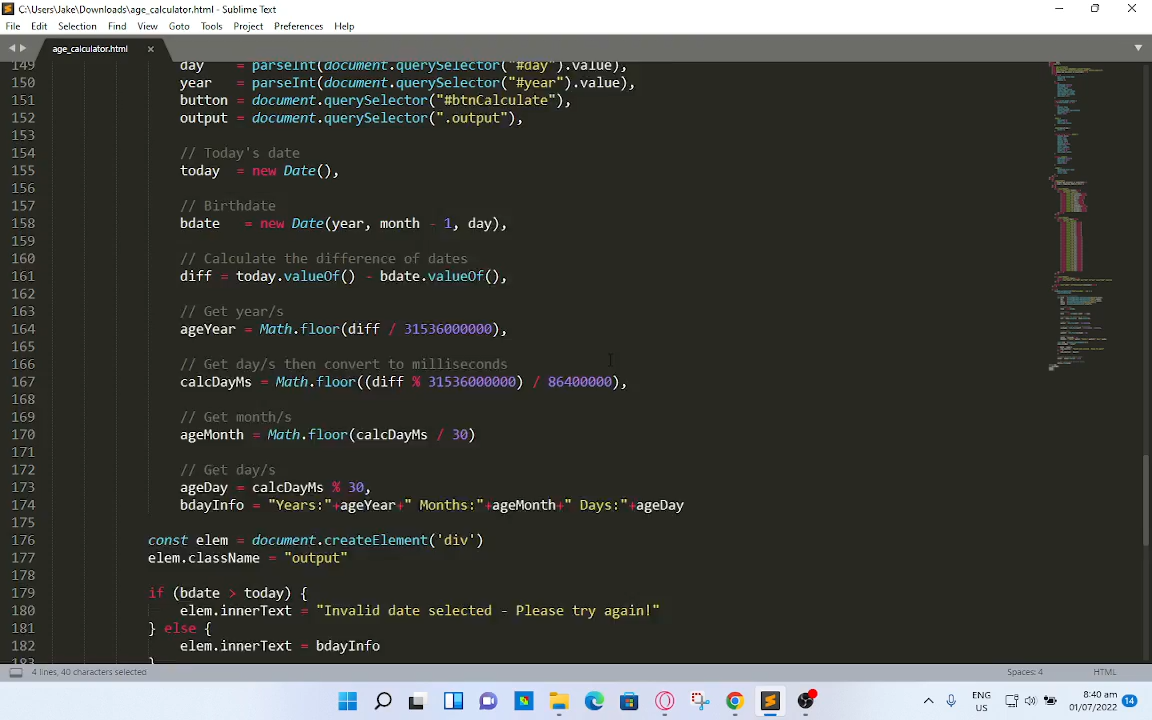 C:\Users\Jake\Downloads\age_calculator.html - Sublime Text
File Edit Selection Find View Goto Tools Project Preferences Help
age_calculator.html
149 day = parseInt(document.querySelector("#day").value),
150 year = parseInt(document.querySelector("#year").value),
151 button = document.querySelector("#btnCalculate"),
152 output = document.querySelector(".output"),
153
154 // Today's date
155 today = new Date(),
156
157 // Birthdate
158 bdate = new Date(year, month - 1, day),
159
160 // Calculate the difference of dates
161 diff = today.valueOf() - bdate.valueOf(),
162
163 // Get year/s
164 ageYear = Math.floor(diff / 31536000000),
165
166 // Get day/s then convert to milliseconds
167 calcDayMs = Math.floor((diff % 31536000000) / 86400000),
168
169 // Get month/s
170 ageMonth = Math.floor(calcDayMs / 30)
171
172 // Get day/s
173 ageDay = calcDayMs % 30,
174 bdayInfo = "Years:"+ageYear+" Months:"+ageMonth+" Days:"+ageDay
175
176 const elem = document.createElement('div')
177 elem.className = "output"
178
179 if (bdate > today) {
180 elem.innerText = "Invalid date selected - Please try again!"
181 } else {
182 elem.innerText = bdayInfo
183 }
4 lines, 40 characters selected
Spaces: 4
HTML
ENG
US
8:40 am
01/07/2022
14